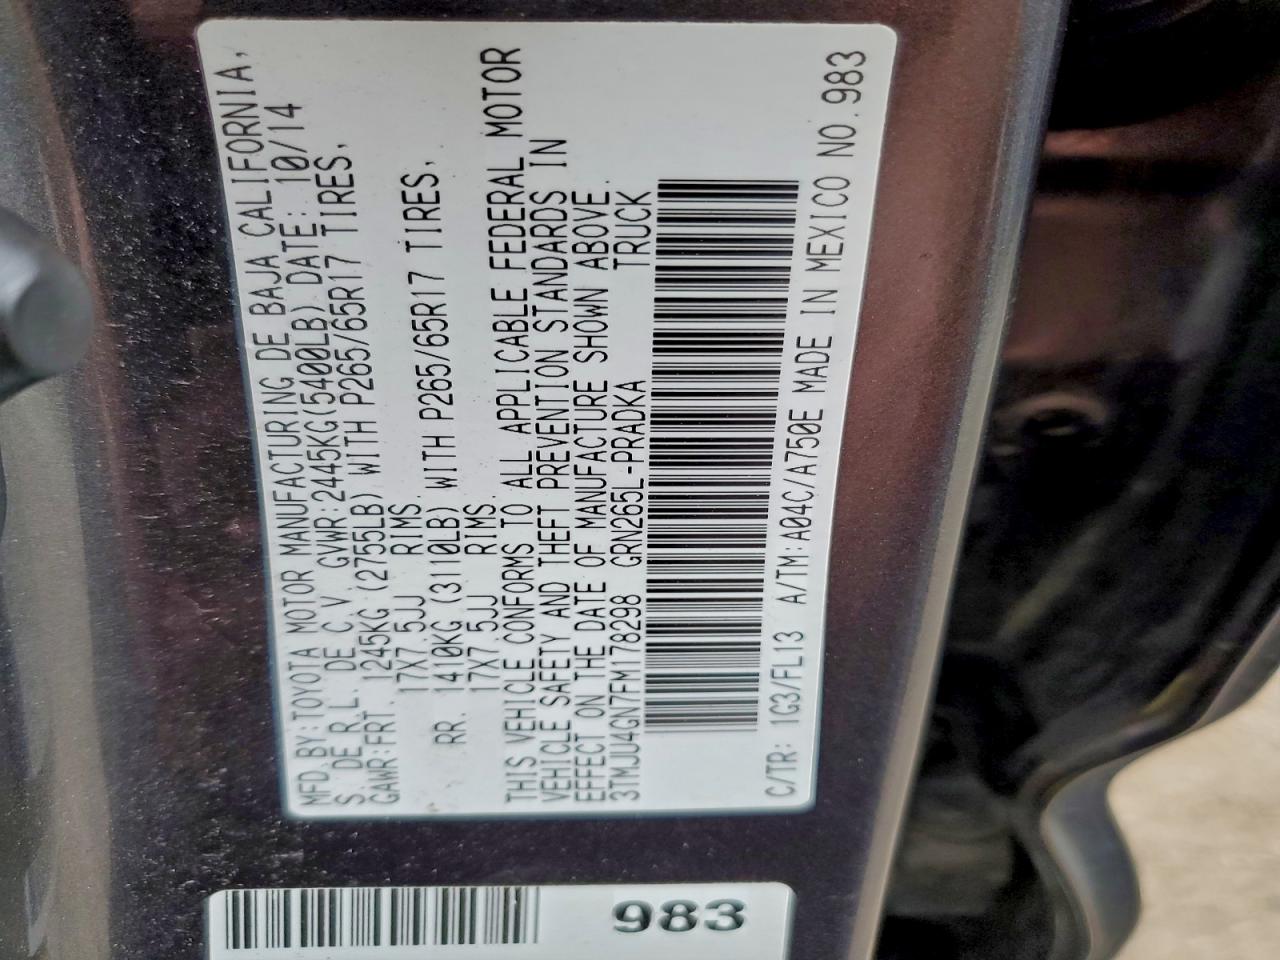 MFD.BY:TOYOTA MOTOR MANUFACTURING DE BAJA CALIFORNIA,
S. DE R.L. DE C.V. GVWR:2445KG(5400LB) DATE: 10/14
GAWR:FRT. 1245KG (2755LB) WITH P265/65R17 TIRES,
17X7.5JJ RIMS.
RR. 1410KG (3110LB) WITH P265/65R17 TIRES,
17X7.5JJ RIMS.
THIS VEHICLE CONFORMS TO ALL APPLICABLE FEDERAL MOTOR
VEHICLE SAFETY AND THEFT PREVENTION STANDARDS IN
EFFECT ON THE DATE OF MANUFACTURE SHOWN ABOVE.
3TMJU4GN7FM178298 GRN265L-PRADKA TRUCK
C/TR: 1G3/FL13 A/TM:A04C/A750E MADE IN MEXICO NO.983
983